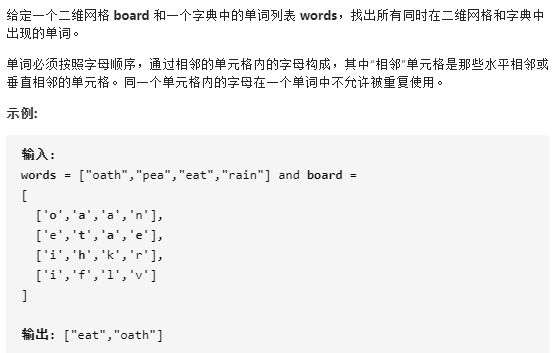 给定一个二维网格 board 和一个字典中的单词列表 words，找出所有同时在二维网格和字典中
出现的单词。
单词必须按照字母顺序，通过相邻的单元格内的字母构成，其中“相邻”单元格是那些水平相邻或
垂直相邻的单元格。同一个单元格内的字母在一个单词中不允许被重复使用。
示例:
输入:
words = ["oath","pea","eat","rain"] and board =
[
  ['o','a','a','n'],
  ['e','t','a','e'],
  ['i','h','k','r'],
  ['i','f','l','v']
]
输出: ["eat","oath"]